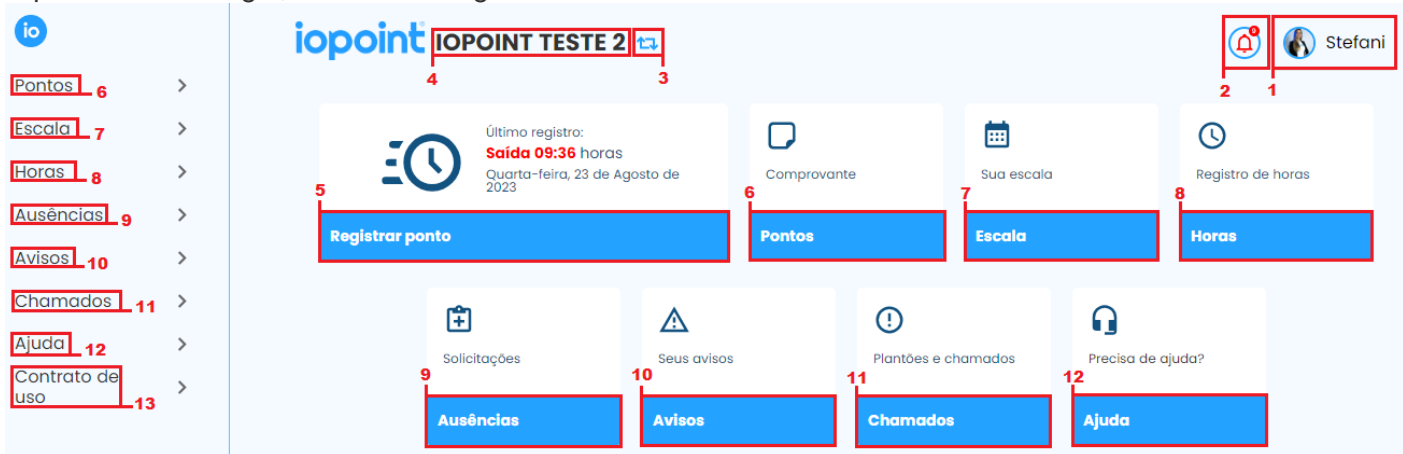 io
iopoint IOPOINT TESTE 2
Stefani
4
3
2
1
Pontos
6
Escala
7
Horas
8
Ausências
9
Avisos
10
Chamados
11
Ajuda
12
Contrato de
uso
13
Último registro:
Saída 09:36 horas
Quarta-feira, 23 de Agosto de
2023
5
Registrar ponto
Comprovante
6
Pontos
Sua escala
7
Escala
Registro de horas
8
Horas
Solicitações
9
Ausências
Seus avisos
10
Avisos
Plantões e chamados
11
Chamados
Precisa de ajuda?
12
Ajuda